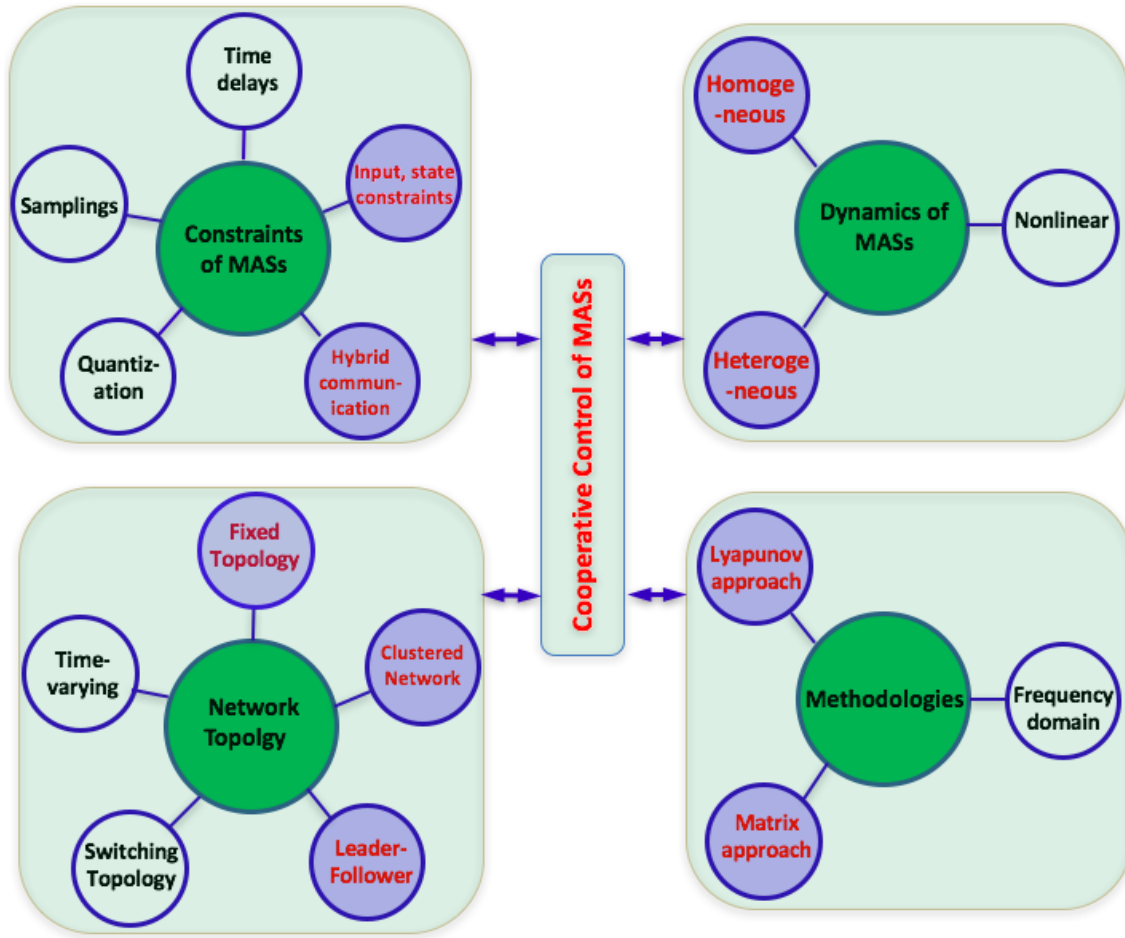 Time
delays
Input, state
constraints
Samplings
Constraints
of MASs
Quantiz-
ation
Hybrid
commun-
ication
Homoge
-neous
Dynamics of
MASs
Nonlinear
Heteroge
-neous
Cooperative Control of MASs
Fixed
Topology
Clustered
Network
Time-
varying
Network
Topolgy
Switching
Topology
Leader-
Follower
Lyapunov
approach
Methodologies
Frequency
domain
Matrix
approach